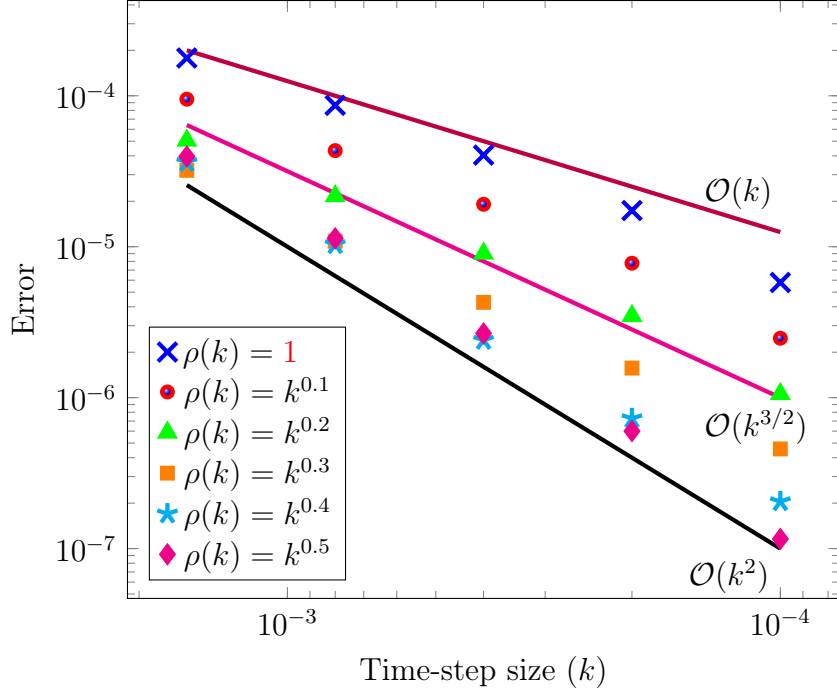 10⁻⁴
10⁻⁵
10⁻⁶
10⁻⁷
Error
𝒪(k)
𝒪(k^{3/2})
𝒪(k²)
ρ(k) = 1
ρ(k) = k^{0.1}
ρ(k) = k^{0.2}
ρ(k) = k^{0.3}
ρ(k) = k^{0.4}
ρ(k) = k^{0.5}
10⁻³
10⁻⁴
Time-step size (k)